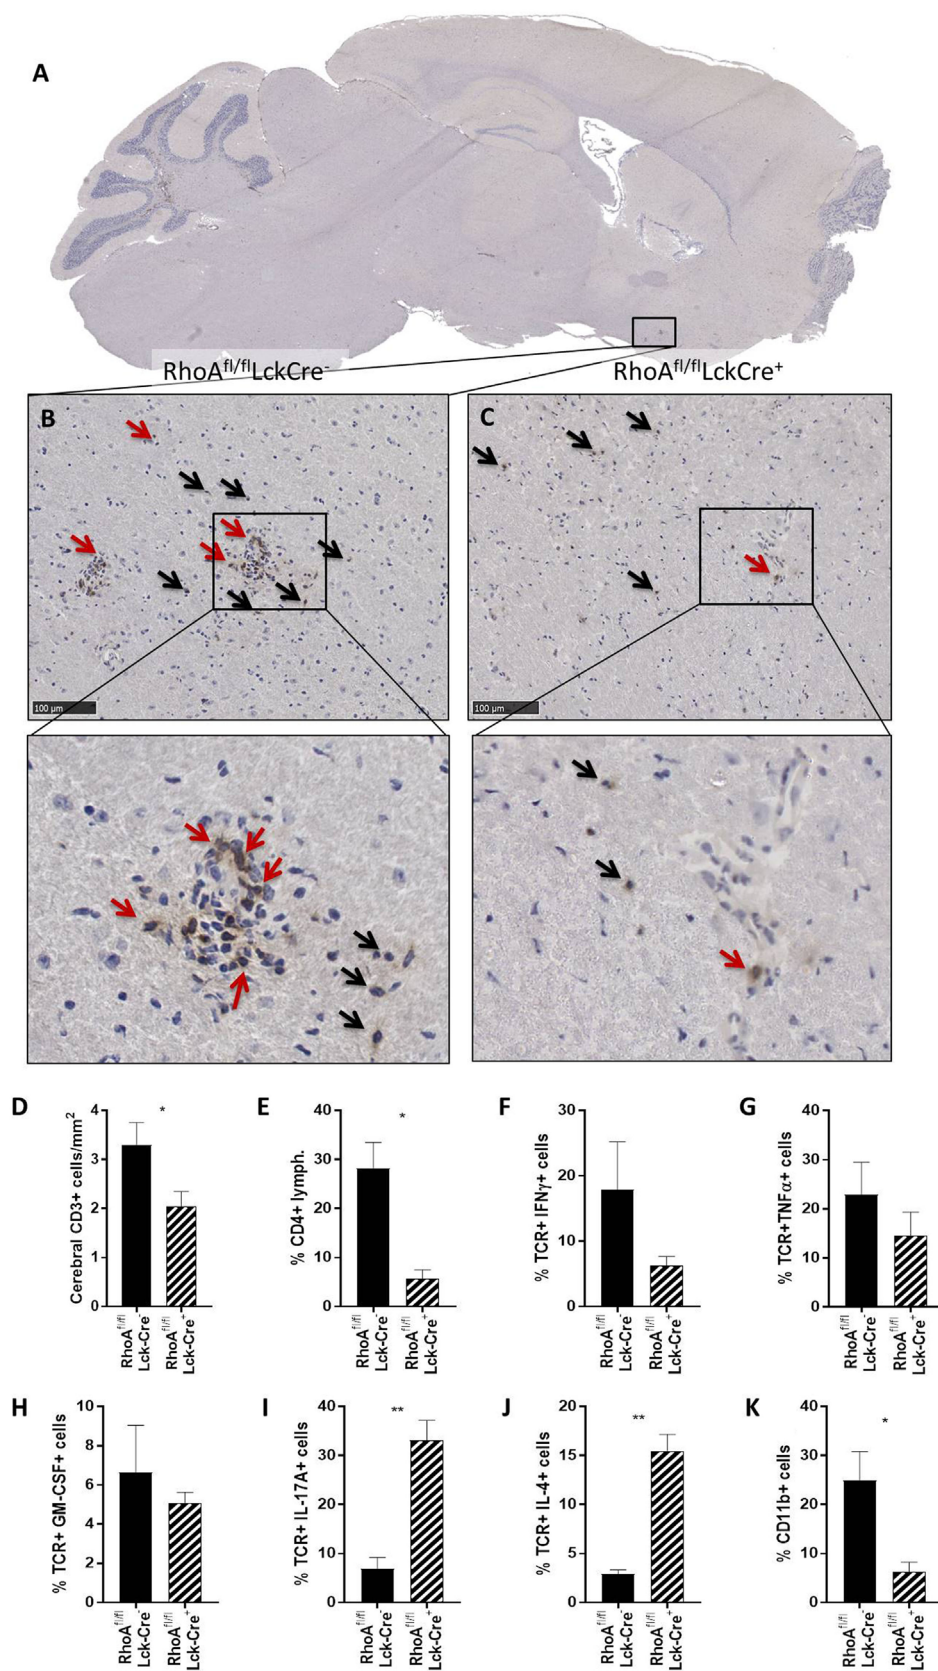 A
RhoAfl/flLckCre-
RhoAfl/flLckCre+
B
C
100 µm
100 µm
D
E
F
G
Cerebral CD3+ cells/mm2
4
3
2
1
0
*
RhoAfl/fl
Lck-Cre-
RhoAfl/fl
Lck-Cre+
% CD4+ lymph.
40
30
20
10
0
*
RhoAfl/fl
Lck-Cre-
RhoAfl/fl
Lck-Cre+
% TCR+ IFNγ+ cells
30
20
10
0
RhoAfl/fl
Lck-Cre-
RhoAfl/fl
Lck-Cre+
% TCR+TNFα+ cells
40
30
20
10
0
RhoAfl/fl
Lck-Cre-
RhoAfl/fl
Lck-Cre+
H
I
J
K
% TCR+ GM-CSF+ cells
10
8
6
4
2
0
RhoAfl/fl
Lck-Cre-
RhoAfl/fl
Lck-Cre+
% TCR+ IL-17A+ cells
40
30
20
10
0
**
RhoAfl/fl
Lck-Cre-
RhoAfl/fl
Lck-Cre+
% TCR+ IL-4+ cells
20
15
10
5
0
**
RhoAfl/fl
Lck-Cre-
RhoAfl/fl
Lck-Cre+
% CD11b+ cells
40
30
20
10
0
*
RhoAfl/fl
Lck-Cre-
RhoAfl/fl
Lck-Cre+